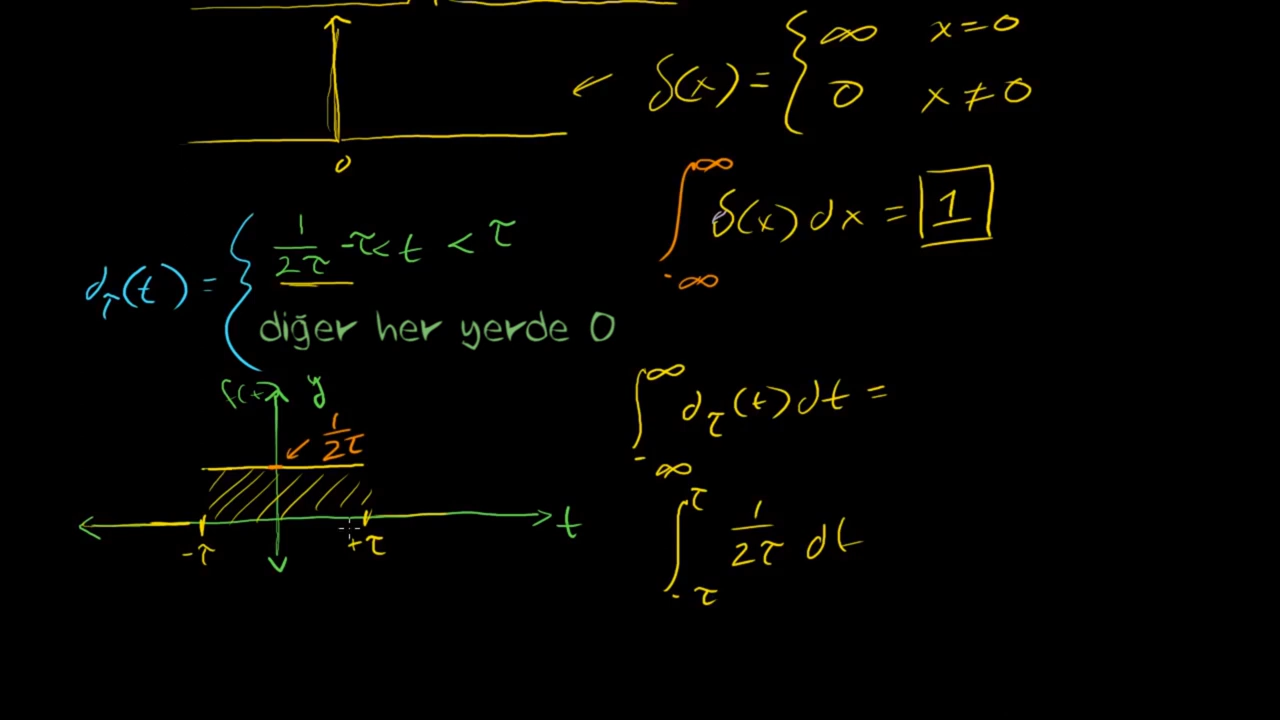 δ(x) = { ∞ x = 0
0 x ≠ 0
0
∫_{-∞}^{∞} δ(x) dx = 1
d_τ(t) = { 1/2τ -τ < t < τ
diğer her yerde 0
f(t) y
1/2τ
-τ +τ t
∫_{-∞}^{∞} d_τ(t) dt =
∫_{-τ}^{τ} 1/2τ dt